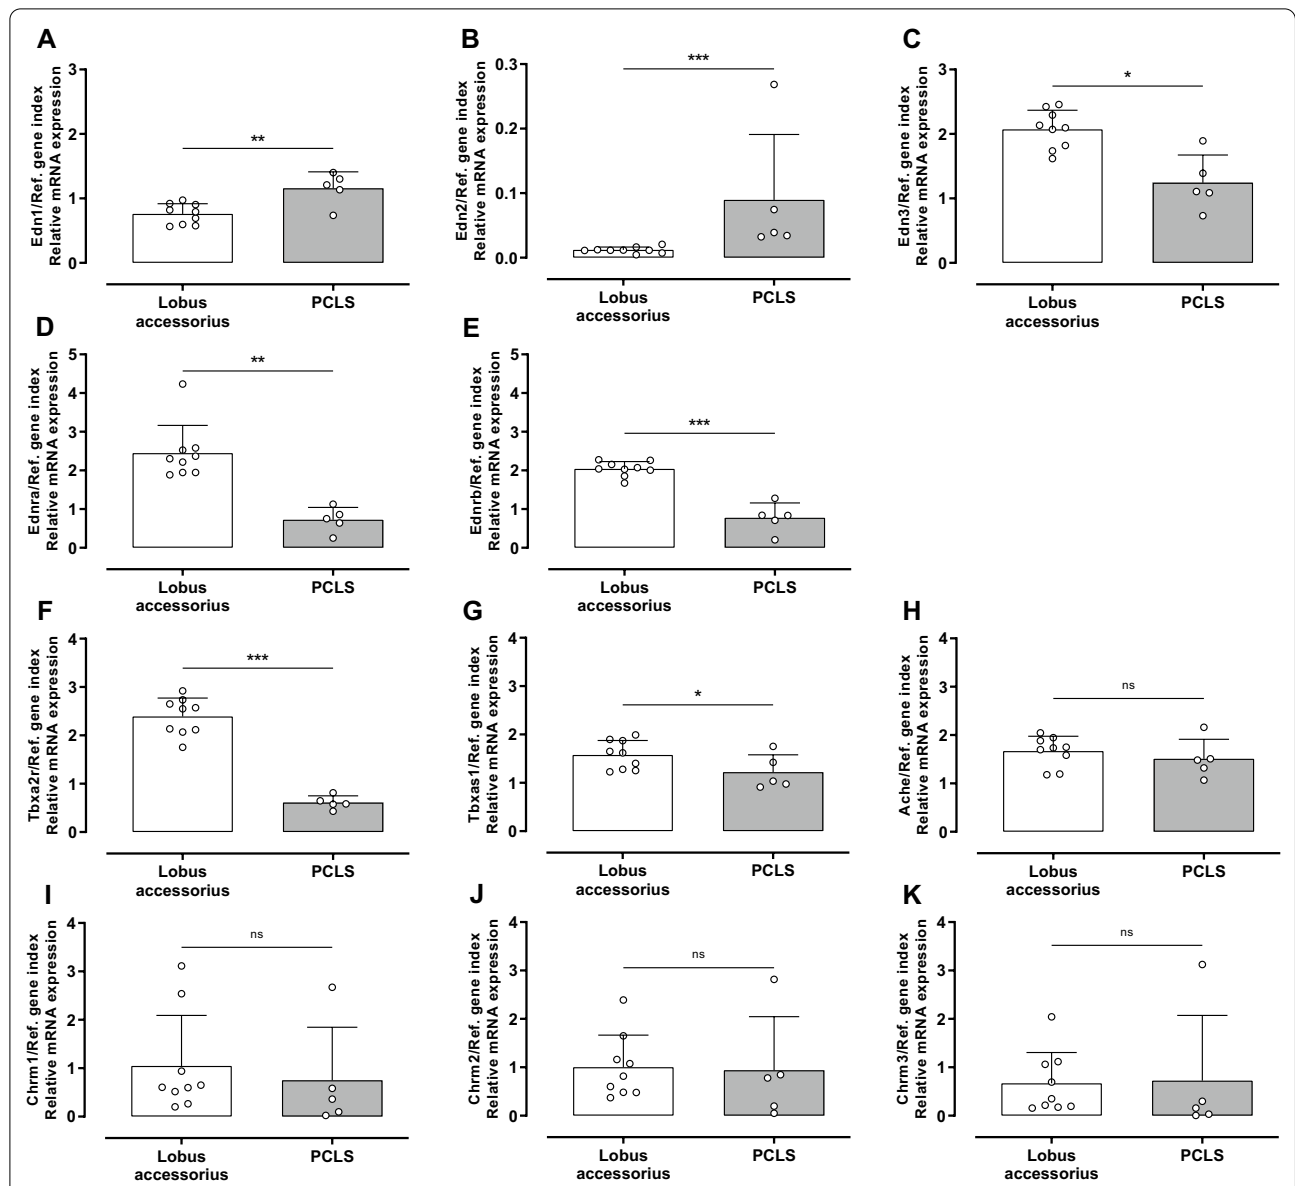 A
Edn1/Ref. gene index
Relative mRNA expression
3
2
1
0
**
Lobus
accessorius
PCLS
B
Edn2/Ref. gene index
Relative mRNA expression
0.3
0.2
0.1
0.0
***
Lobus
accessorius
PCLS
C
Edn3/Ref. gene index
Relative mRNA expression
3
2
1
0
*
Lobus
accessorius
PCLS
D
Ednra/Ref. gene index
Relative mRNA expression
5
4
3
2
1
0
**
Lobus
accessorius
PCLS
E
Ednrb/Ref. gene index
Relative mRNA expression
5
4
3
2
1
0
***
Lobus
accessorius
PCLS
F
Tbxa2r/Ref. gene index
Relative mRNA expression
4
3
2
1
0
***
Lobus
accessorius
PCLS
G
Tbxas1/Ref. gene index
Relative mRNA expression
4
3
2
1
0
*
Lobus
accessorius
PCLS
H
Ache/Ref. gene index
Relative mRNA expression
4
3
2
1
0
ns
Lobus
accessorius
PCLS
I
Chrm1/Ref. gene index
Relative mRNA expression
4
3
2
1
0
ns
Lobus
accessorius
PCLS
J
Chrm2/Ref. gene index
Relative mRNA expression
4
3
2
1
0
ns
Lobus
accessorius
PCLS
K
Chrm3/Ref. gene index
Relative mRNA expression
4
3
2
1
0
ns
Lobus
accessorius
PCLS